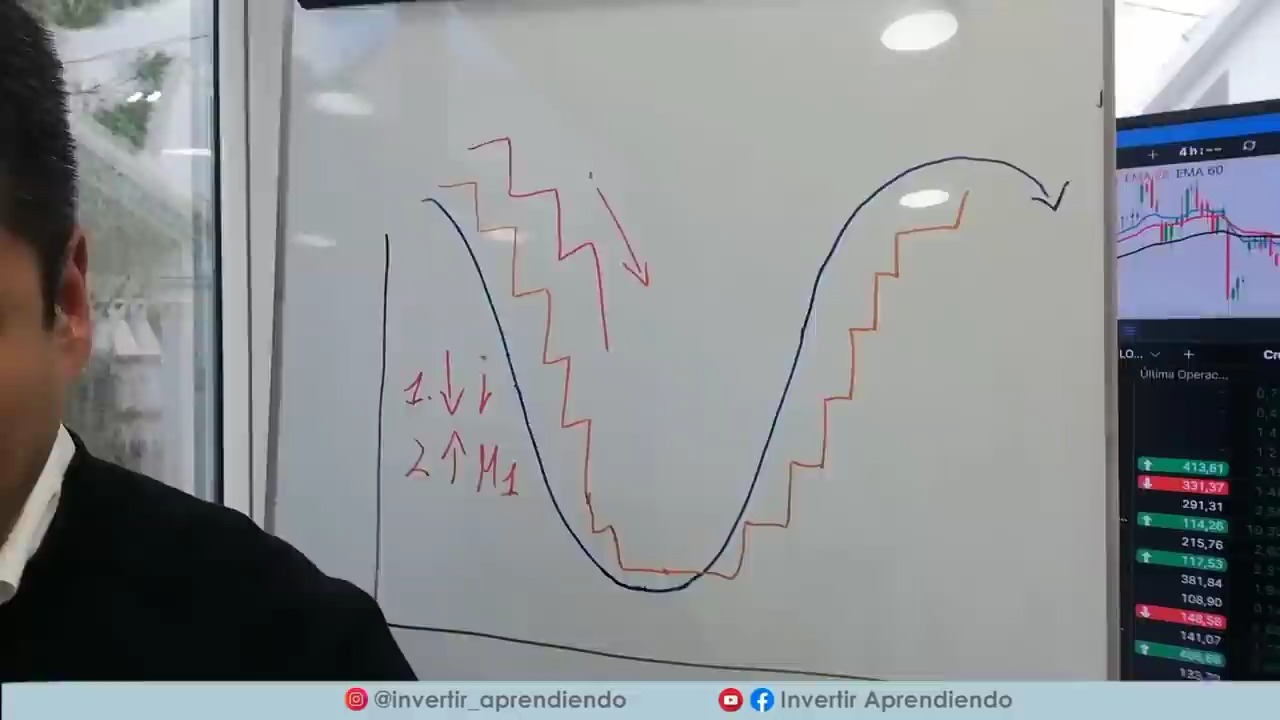 1. ↓ i
2 ↑ M1
i
4h
EMA 60
LO...
Última Operac...
413,61
331,37
291,31
114,26
215,76
117,53
381,84
108,90
148,58
141,07
@invertir_aprendiendo
Invertir Aprendiendo